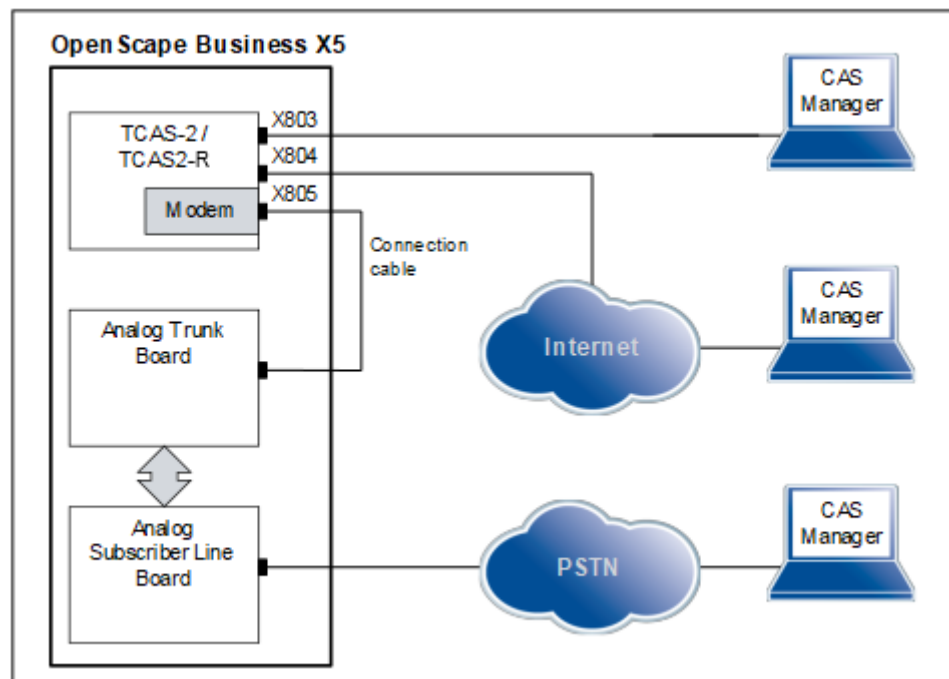 OpenScape Business X5
TCAS-2 /
TCAS2-R
Modem
X803
X804
X805
Connection
cable
CAS
Manager
Analog Trunk
Board
Internet
CAS
Manager
Analog
Subscriber Line
Board
PSTN
CAS
Manager